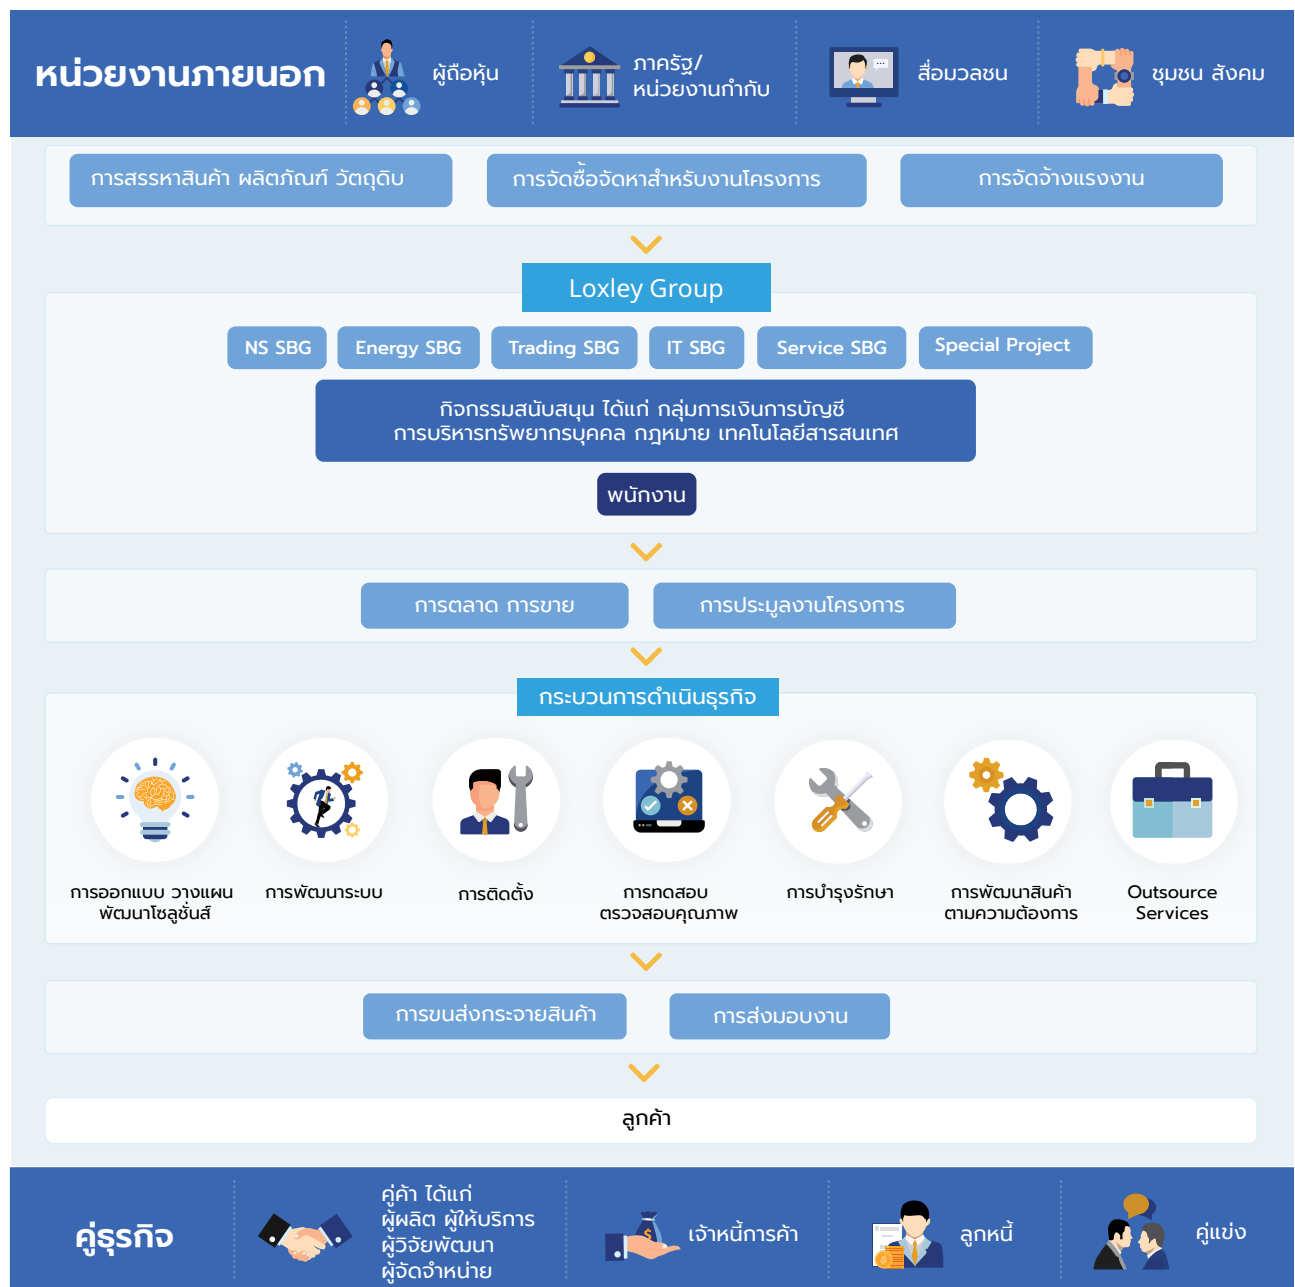 หน่วยงานภายนอก
ผู้ถือหุ้น
ภาครัฐ/
หน่วยงานกำกับ
สื่อมวลชน
ชุมชน สังคม
การสรรหาสินค้า ผลิตภัณฑ์ วัตถุดิบ
การจัดซื้อจัดหาสำหรับงานโครงการ
การจัดจ้างแรงงาน
Loxley Group
NS SBG
Energy SBG
Trading SBG
IT SBG
Service SBG
Special Project
กิจกรรมสนับสนุน ได้แก่ กลุ่มการเงินการบัญชี
การบริหารทรัพยากรบุคคล กฎหมาย เทคโนโลยีสารสนเทศ
พนักงาน
การตลาด การขาย
การประมูลงานโครงการ
กระบวนการดำเนินธุรกิจ
การออกแบบ วางแผน
พัฒนาโซลูชั่นส์
การพัฒนาระบบ
การติดตั้ง
การทดสอบ
ตรวจสอบคุณภาพ
การบำรุงรักษา
การพัฒนาสินค้า
ตามความต้องการ
Outsource
Services
การขนส่งกระจายสินค้า
การส่งมอบงาน
ลูกค้า
คู่ธุรกิจ
คู่ค้า ได้แก่
ผู้ผลิต ผู้ให้บริการ
ผู้วิจัยพัฒนา
ผู้จัดจำหน่าย
เจ้าหนี้การค้า
ลูกหนี้
คู่แข่ง